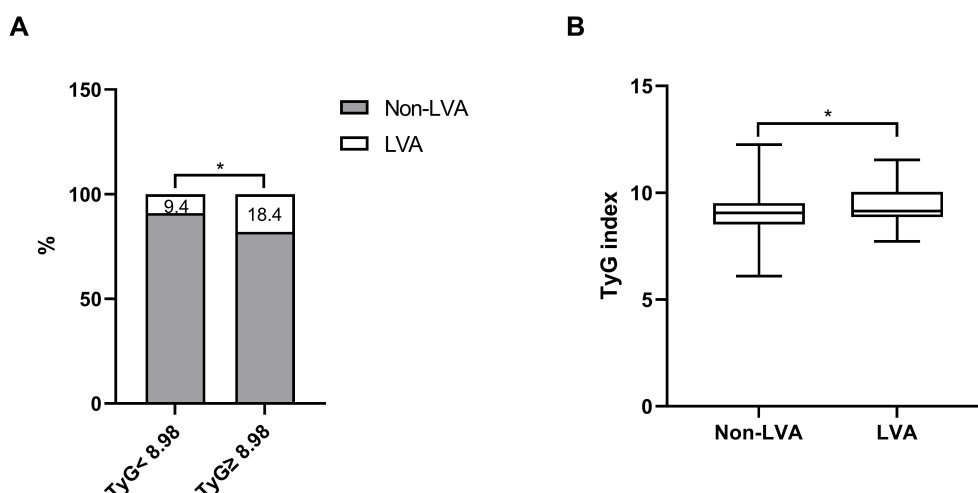 A
150
100
50
0
%
*
9.4
18.4
Non-LVA
LVA
TyG< 8.98
TyG≥ 8.98
B
15
10
5
0
TyG index
*
Non-LVA
LVA